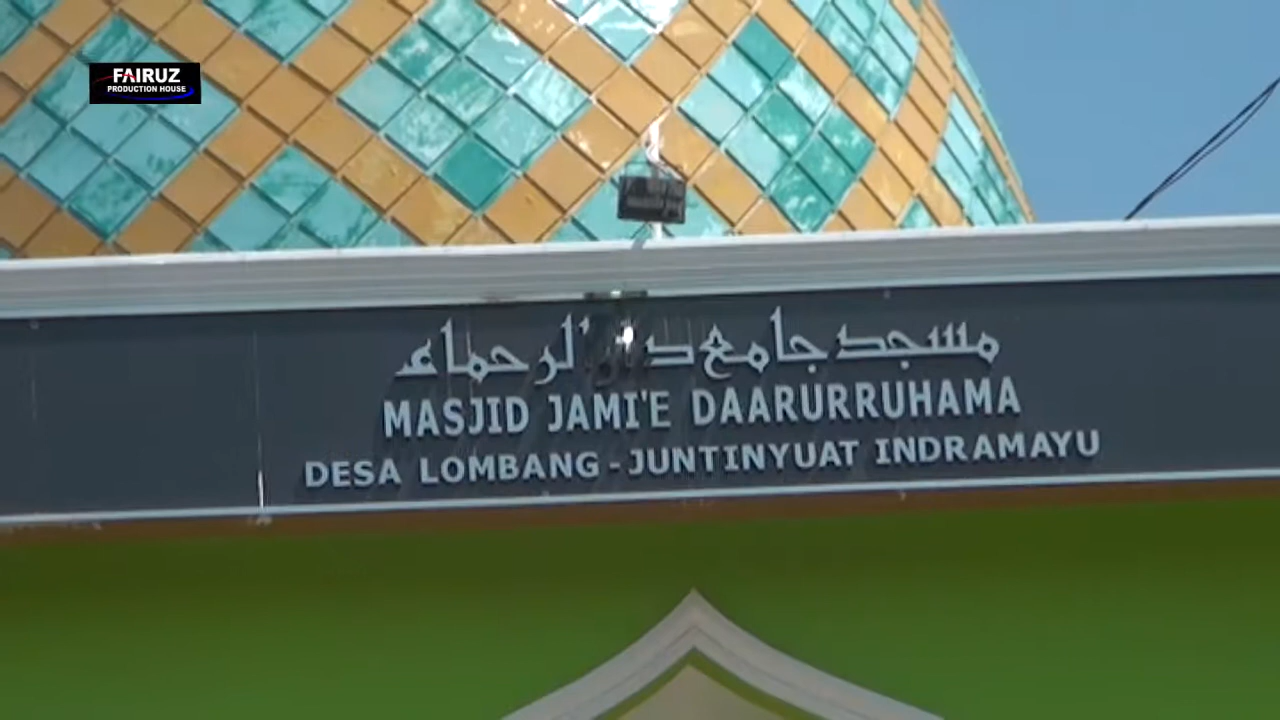 FAIRUZ
PRODUCTION HOUSE
مسجد جامع دار الرحماء
MASJID JAMI'E DAARURRUHAMA
DESA LOMBANG - JUNTINYUAT INDRAMAYU